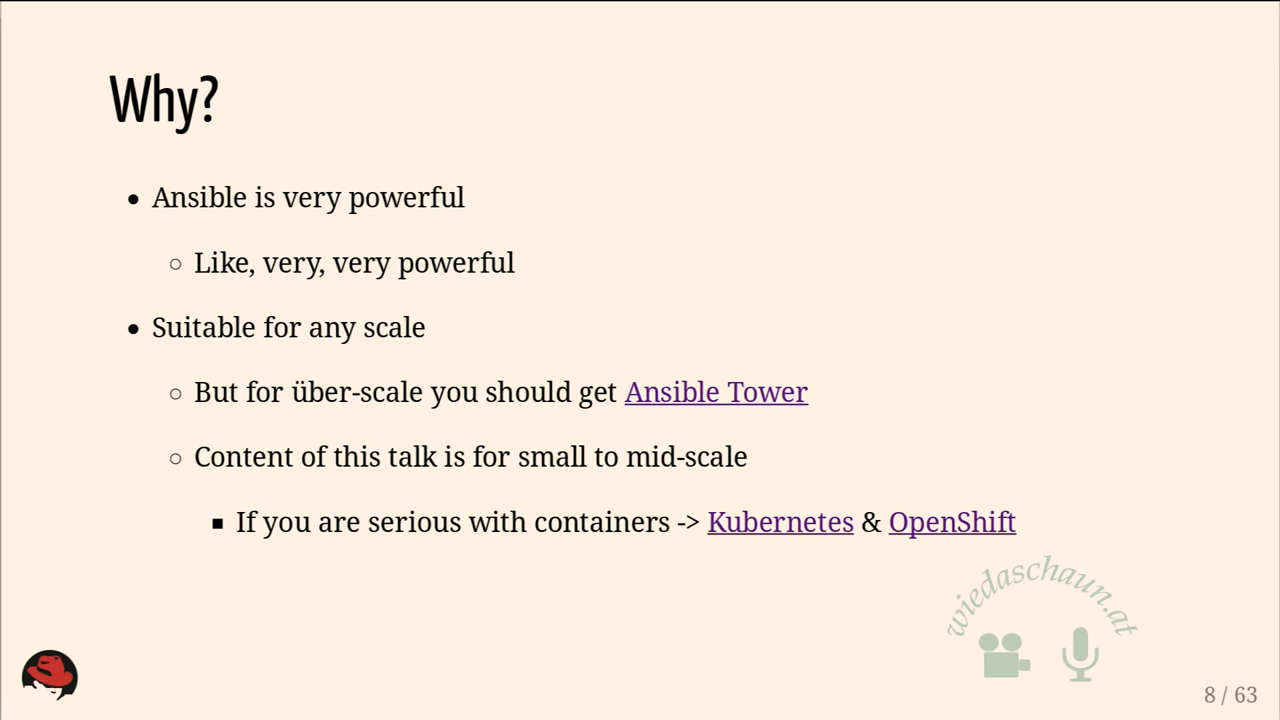 Why?
Ansible is very powerful
Like, very, very powerful
Suitable for any scale
But for über-scale you should get Ansible Tower
Content of this talk is for small to mid-scale
If you are serious with containers -> Kubernetes & OpenShift
wiedaschaun.at
8 / 63